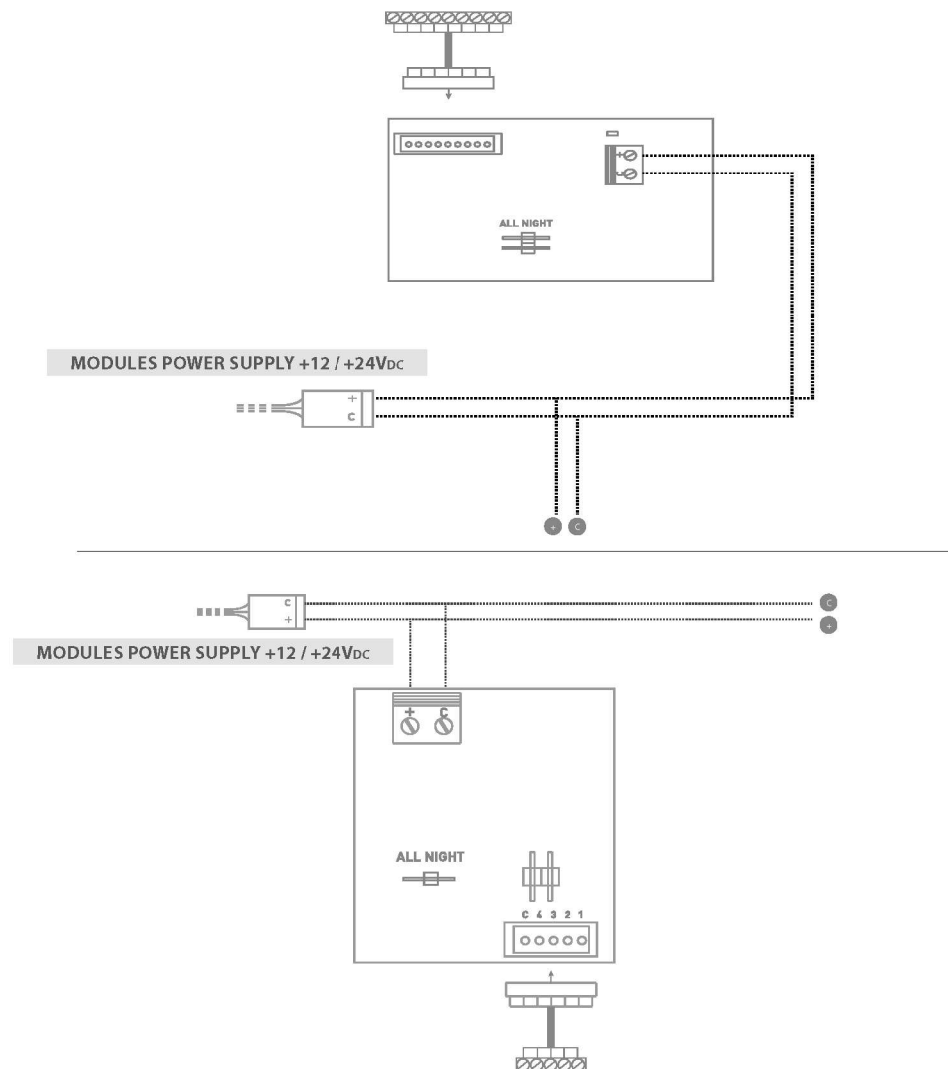 +
C
ALL NIGHT
MODULES POWER SUPPLY +12 / +24VDC
+
C
+ C
C
C
+
+
MODULES POWER SUPPLY +12 / +24VDC
+ C
ALL NIGHT
C 4 3 2 1